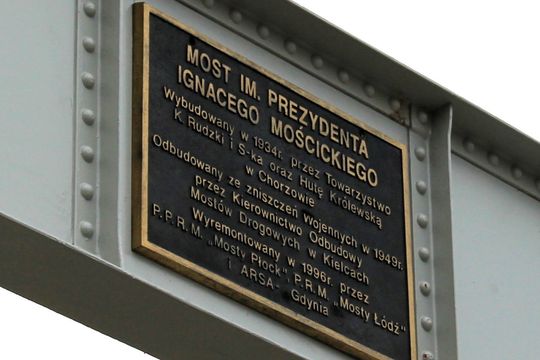 MOST IM. PREZYDENTA
IGNACEGO MOŚCICKIEGO
Wybudowany w 1934r. przez Towarzystwo
K. Rudzki i S-ka oraz Hutę Królewską
w Chorzowie
Odbudowany ze zniszczeń Wojennych w 1949r.
przez Kierownictwo Odbudowy
Mostów Drogowych w Kielcach
Wyremontowany w 1996r. przez
P.P.R.M. „Mosty Płock", P.R.M. „Mosty Łódź"
i ARSA- Gdynia